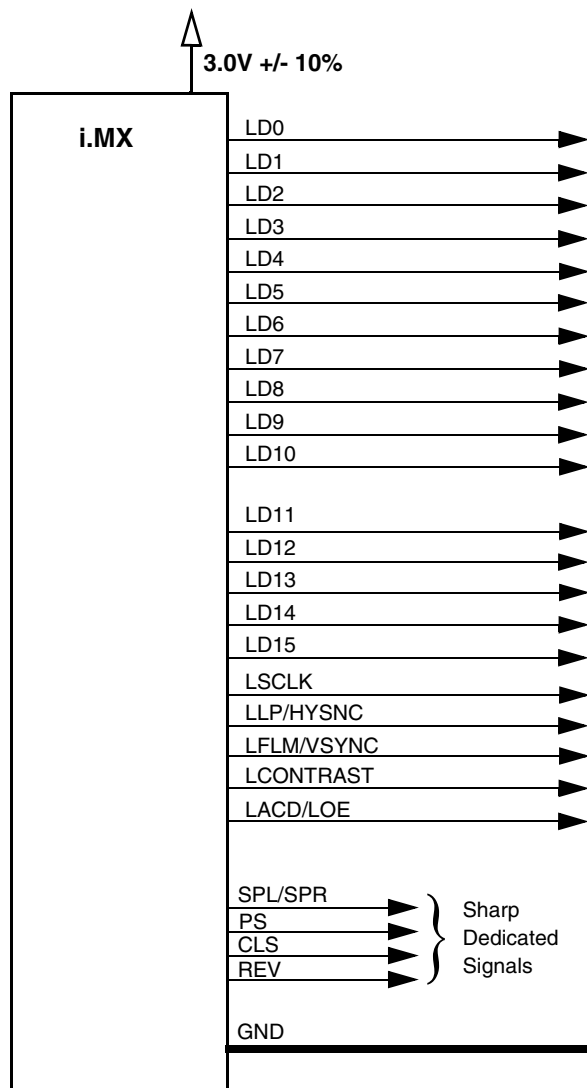 3.0V +/- 10%
i.MX
LD0
LD1
LD2
LD3
LD4
LD5
LD6
LD7
LD8
LD9
LD10
LD11
LD12
LD13
LD14
LD15
LSCLK
LLP/HYSNC
LFLM/VSYNC
LCONTRAST
LACD/LOE
SPL/SPR
PS
CLS
REV
Sharp
Dedicated
Signals
GND